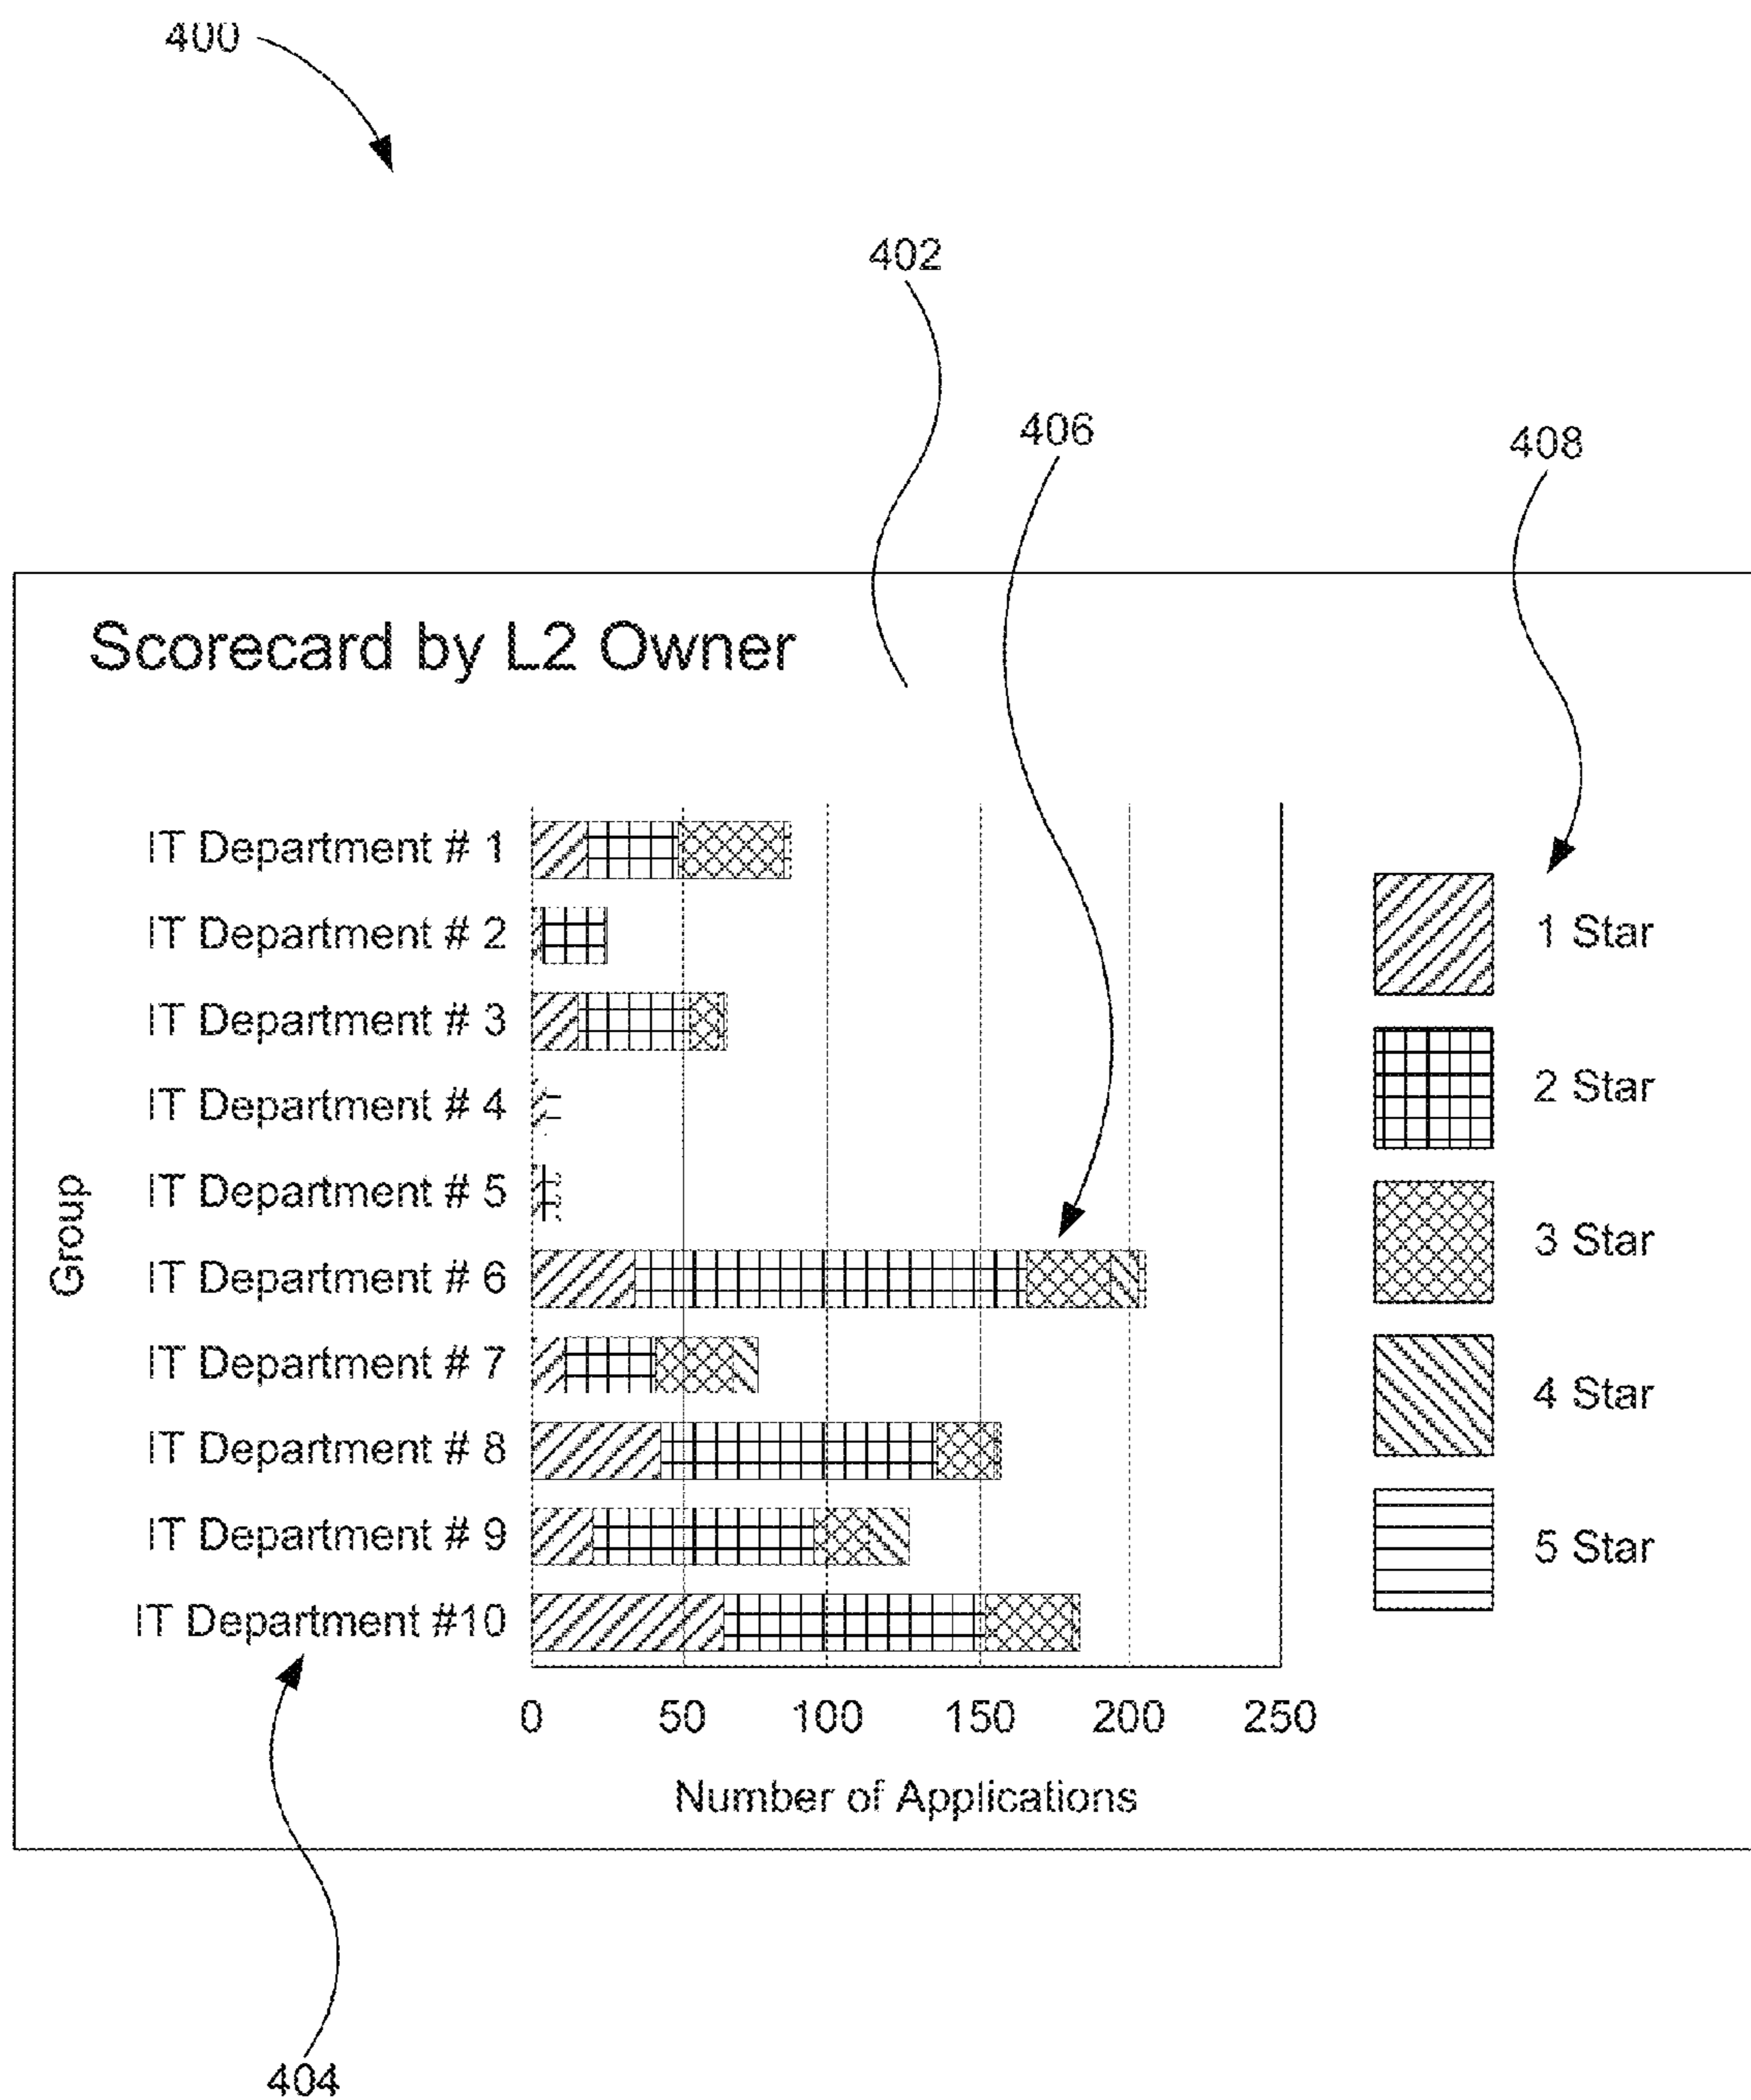 400
402
406
408
Scorecard by L2 Owner
IT Department # 1
IT Department # 2
IT Department # 3
IT Department # 4
IT Department # 5
IT Department # 6
IT Department # 7
IT Department # 8
IT Department # 9
IT Department #10
Group
0 50 100 150 200 250
Number of Applications
1 Star
2 Star
3 Star
4 Star
5 Star
404